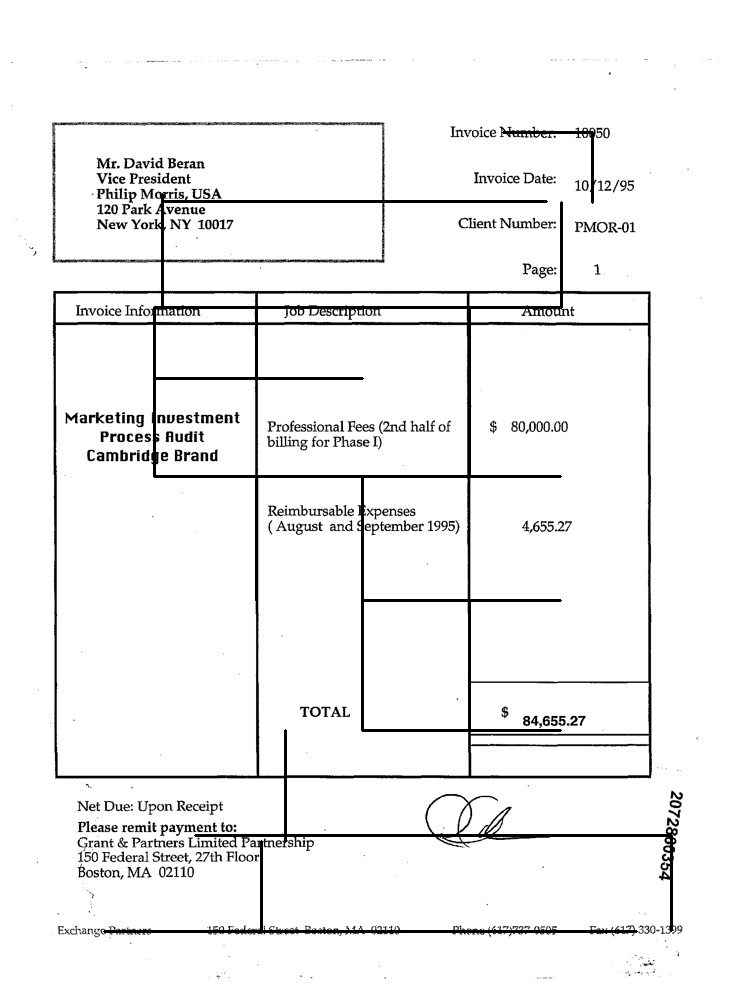 Invoice Number:
Mr. David Beran
Vice President
Philip Morris, USA
120 Park Avenue
New York, NY 10017
Invoice Date: 10/12/95
Client Number: PMOR-01
Page: 1
Invoice Information Job Description Amount
Marketing Investment
Process Audit
Cambridge Brand
Professional Fees (2nd half of
billing for Phase I)
$ 80,000.00
Reimbursable Expenses
( August and September 1995)
4,655.27
TOTAL $ 84,655.27
Net Due: Upon Receipt
Please remit payment to:
Grant & Partners Limited Partnership
150 Federal Street, 27th Floor
Boston, MA 02110
Exchange Partners 150 Federal Street Boston, MA 02110 Phone (617)737-0505 Fax (617) 330-1399